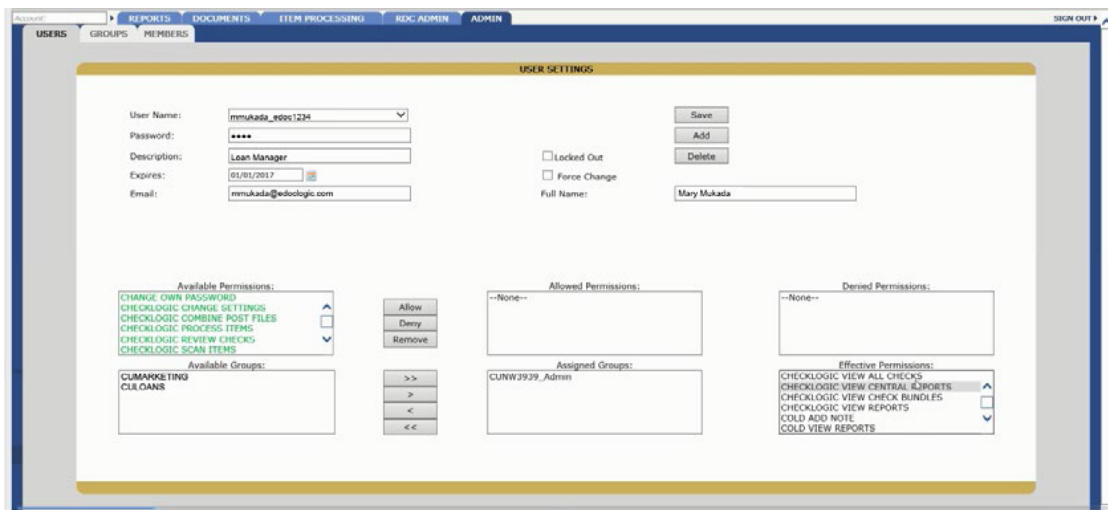 Account:
REPORTS DOCUMENTS ITEM PROCESSING RDC ADMIN ADMIN SIGN OUT
USERS GROUPS MEMBERS
USER SETTINGS
User Name: mmukada_edoc1234 Save
Password: •••• Add
Description: Loan Manager Locked Out Delete
Expires: 01/01/2017 Force Change
Email: mmukada@edoclogic.com Full Name: Mary Mukada
Available Permissions: Allowed Permissions: Denied Permissions:
CHANGE OWN PASSWORD
CHECKLOGIC CHANGE SETTINGS
CHECKLOGIC COMBINE POST FILES
CHECKLOGIC PROCESS ITEMS
CHECKLOGIC REVIEW CHECKS
CHECKLOGIC SCAN ITEMS
Allow
Deny
Remove
--None--
--None--
Available Groups: Assigned Groups: Effective Permissions:
CUMARKETING
CULOANS
>>
>
<
<<
CUNW3939_Admin
CHECKLOGIC VIEW ALL CHECKS
CHECKLOGIC VIEW CENTRAL REPORTS
CHECKLOGIC VIEW CHECK BUNDLES
CHECKLOGIC VIEW REPORTS
COLD ADD NOTE
COLD VIEW REPORTS